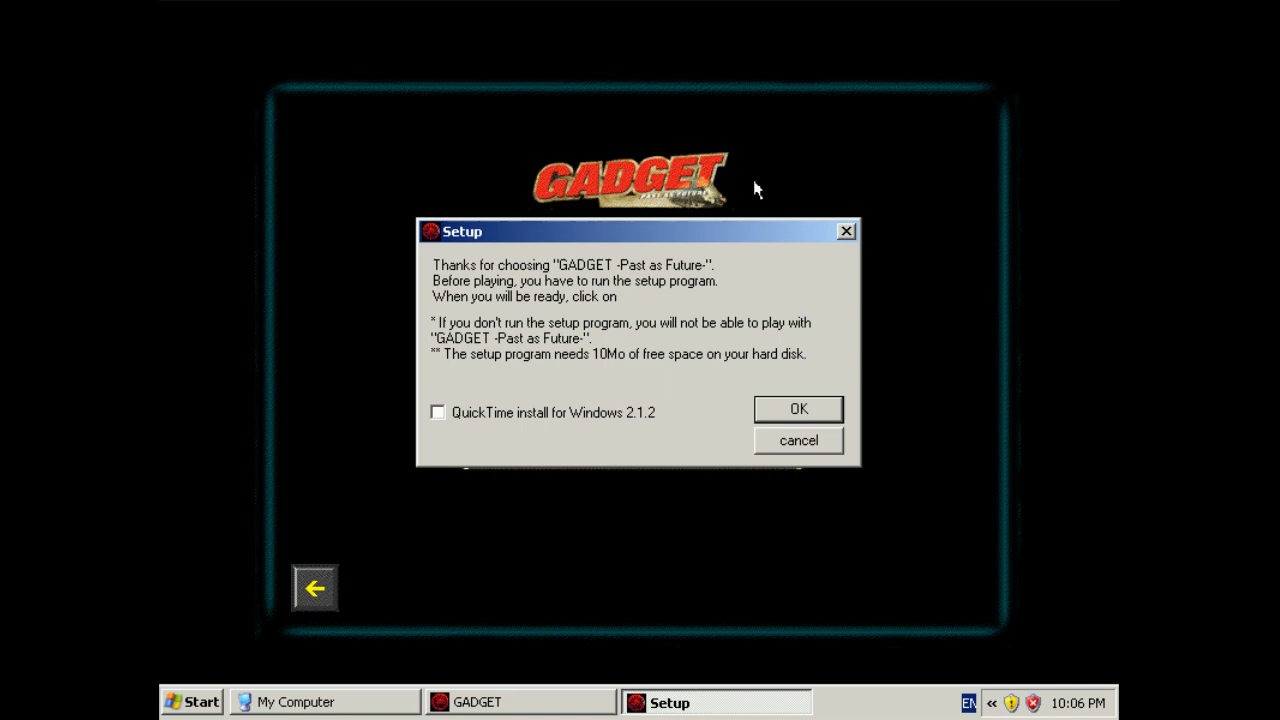 GADGET
PAST AS FUTURE
Setup
Thanks for choosing "GADGET -Past as Future-".
Before playing, you have to run the setup program.
When you will be ready, click on
* If you don't run the setup program, you will not be able to play with
"GADGET -Past as Future-".
** The setup program needs 10Mo of free space on your hard disk.
QuickTime install for Windows 2.1.2
OK
cancel
Start
My Computer
GADGET
Setup
EN
10:06 PM